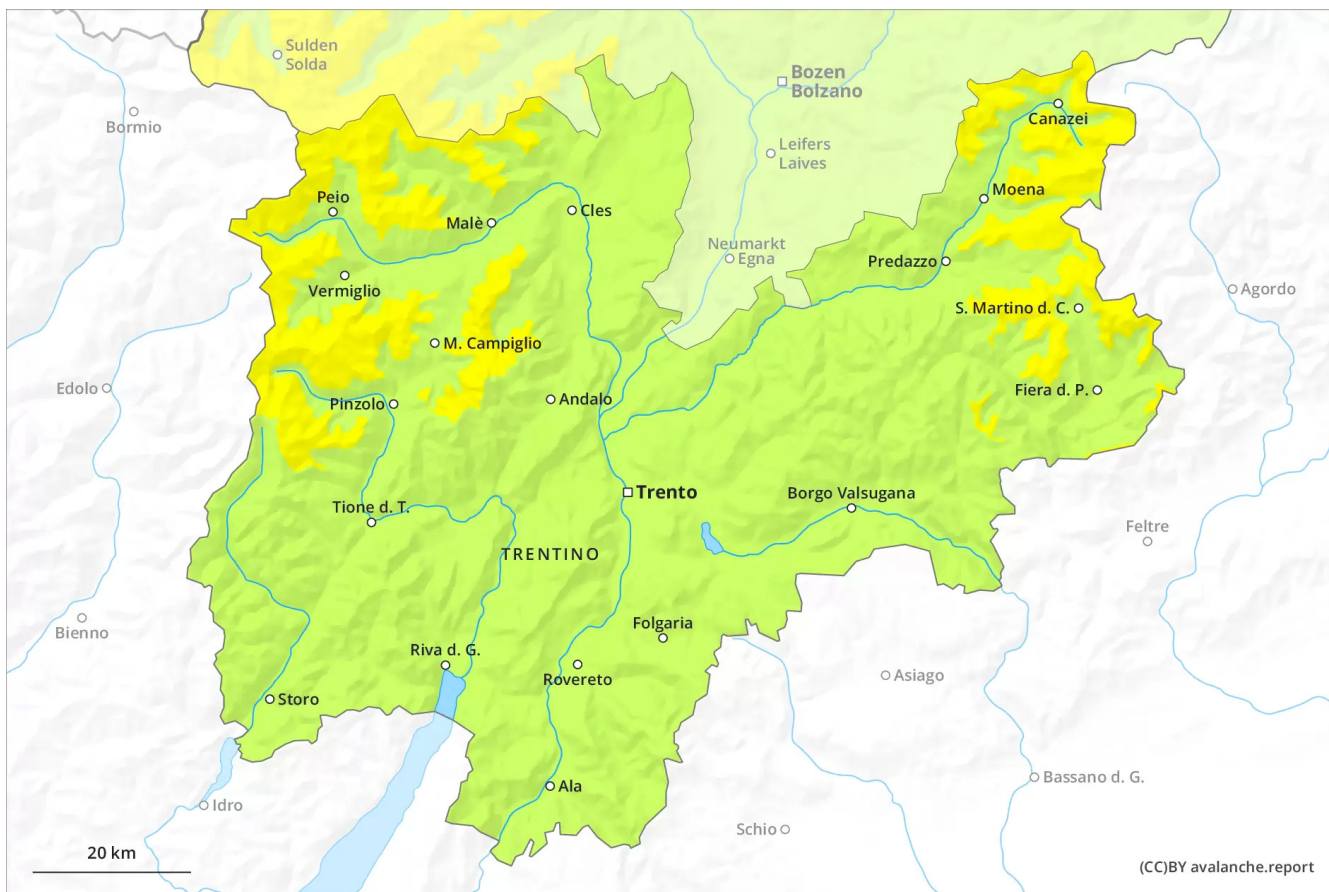 Sulden
Solda
Bozen
Bolzano
Bormio
Canazei
Leifers
Laives
Peio
Moena
Malè
Cles
Neumarkt
Egna
Predazzo
Vermiglio
Agordo
S. Martino d. C.
M. Campiglio
Edolo
Pinzolo
Andalo
Fiera d. P.
Trento
Borgo Valsugana
Tione d. T.
Feltre
TRENTINO
Bienno
Folgaria
Riva d. G.
Rovereto
Asiago
Storo
Bassano d. G.
Ala
Idro
Schio
20 km
(CC)BY avalanche.report